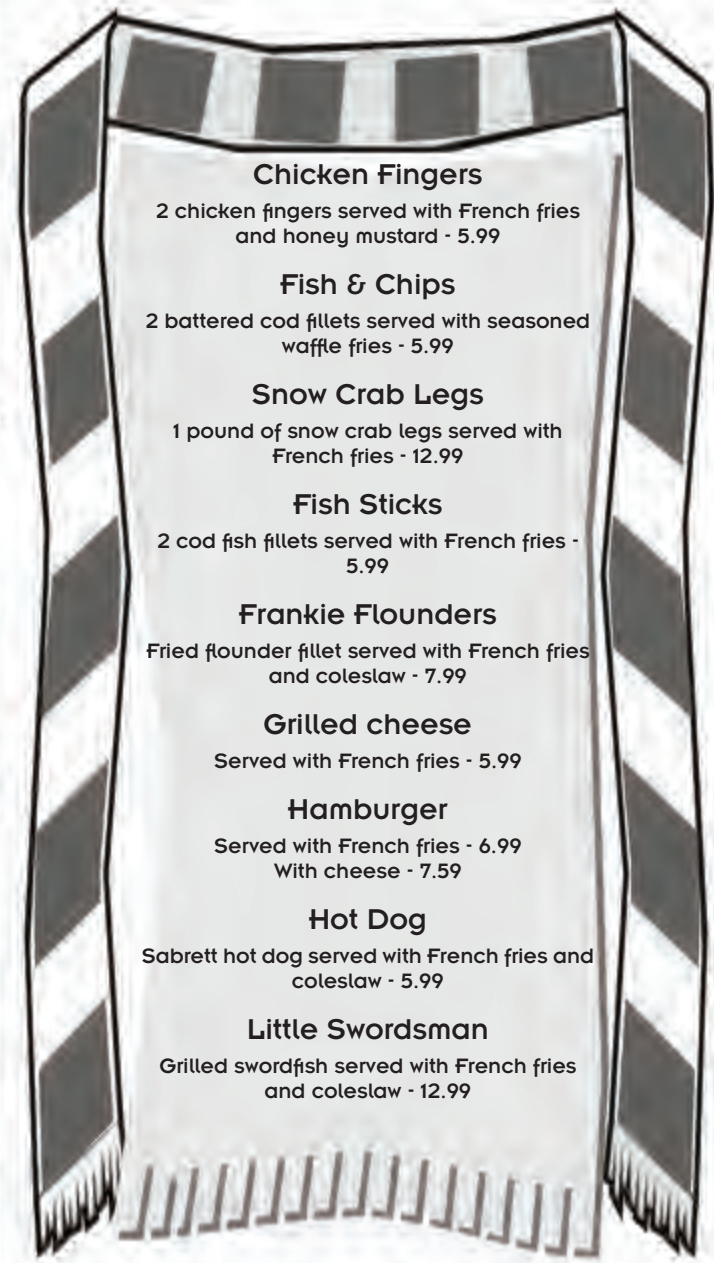 Chicken Fingers
2 chicken fingers served with French fries
and honey mustard - 5.99
Fish & Chips
2 battered cod fillets served with seasoned
waffle fries - 5.99
Snow Crab Legs
1 pound of snow crab legs served with
French fries - 12.99
Fish Sticks
2 cod fish fillets served with French fries -
5.99
Frankie Flounders
Fried flounder fillet served with French fries
and coleslaw - 7.99
Grilled cheese
Served with French fries - 5.99
Hamburger
Served with French fries - 6.99
With cheese - 7.59
Hot Dog
Sabrett hot dog served with French fries and
coleslaw - 5.99
Little Swordsman
Grilled swordfish served with French fries
and coleslaw - 12.99